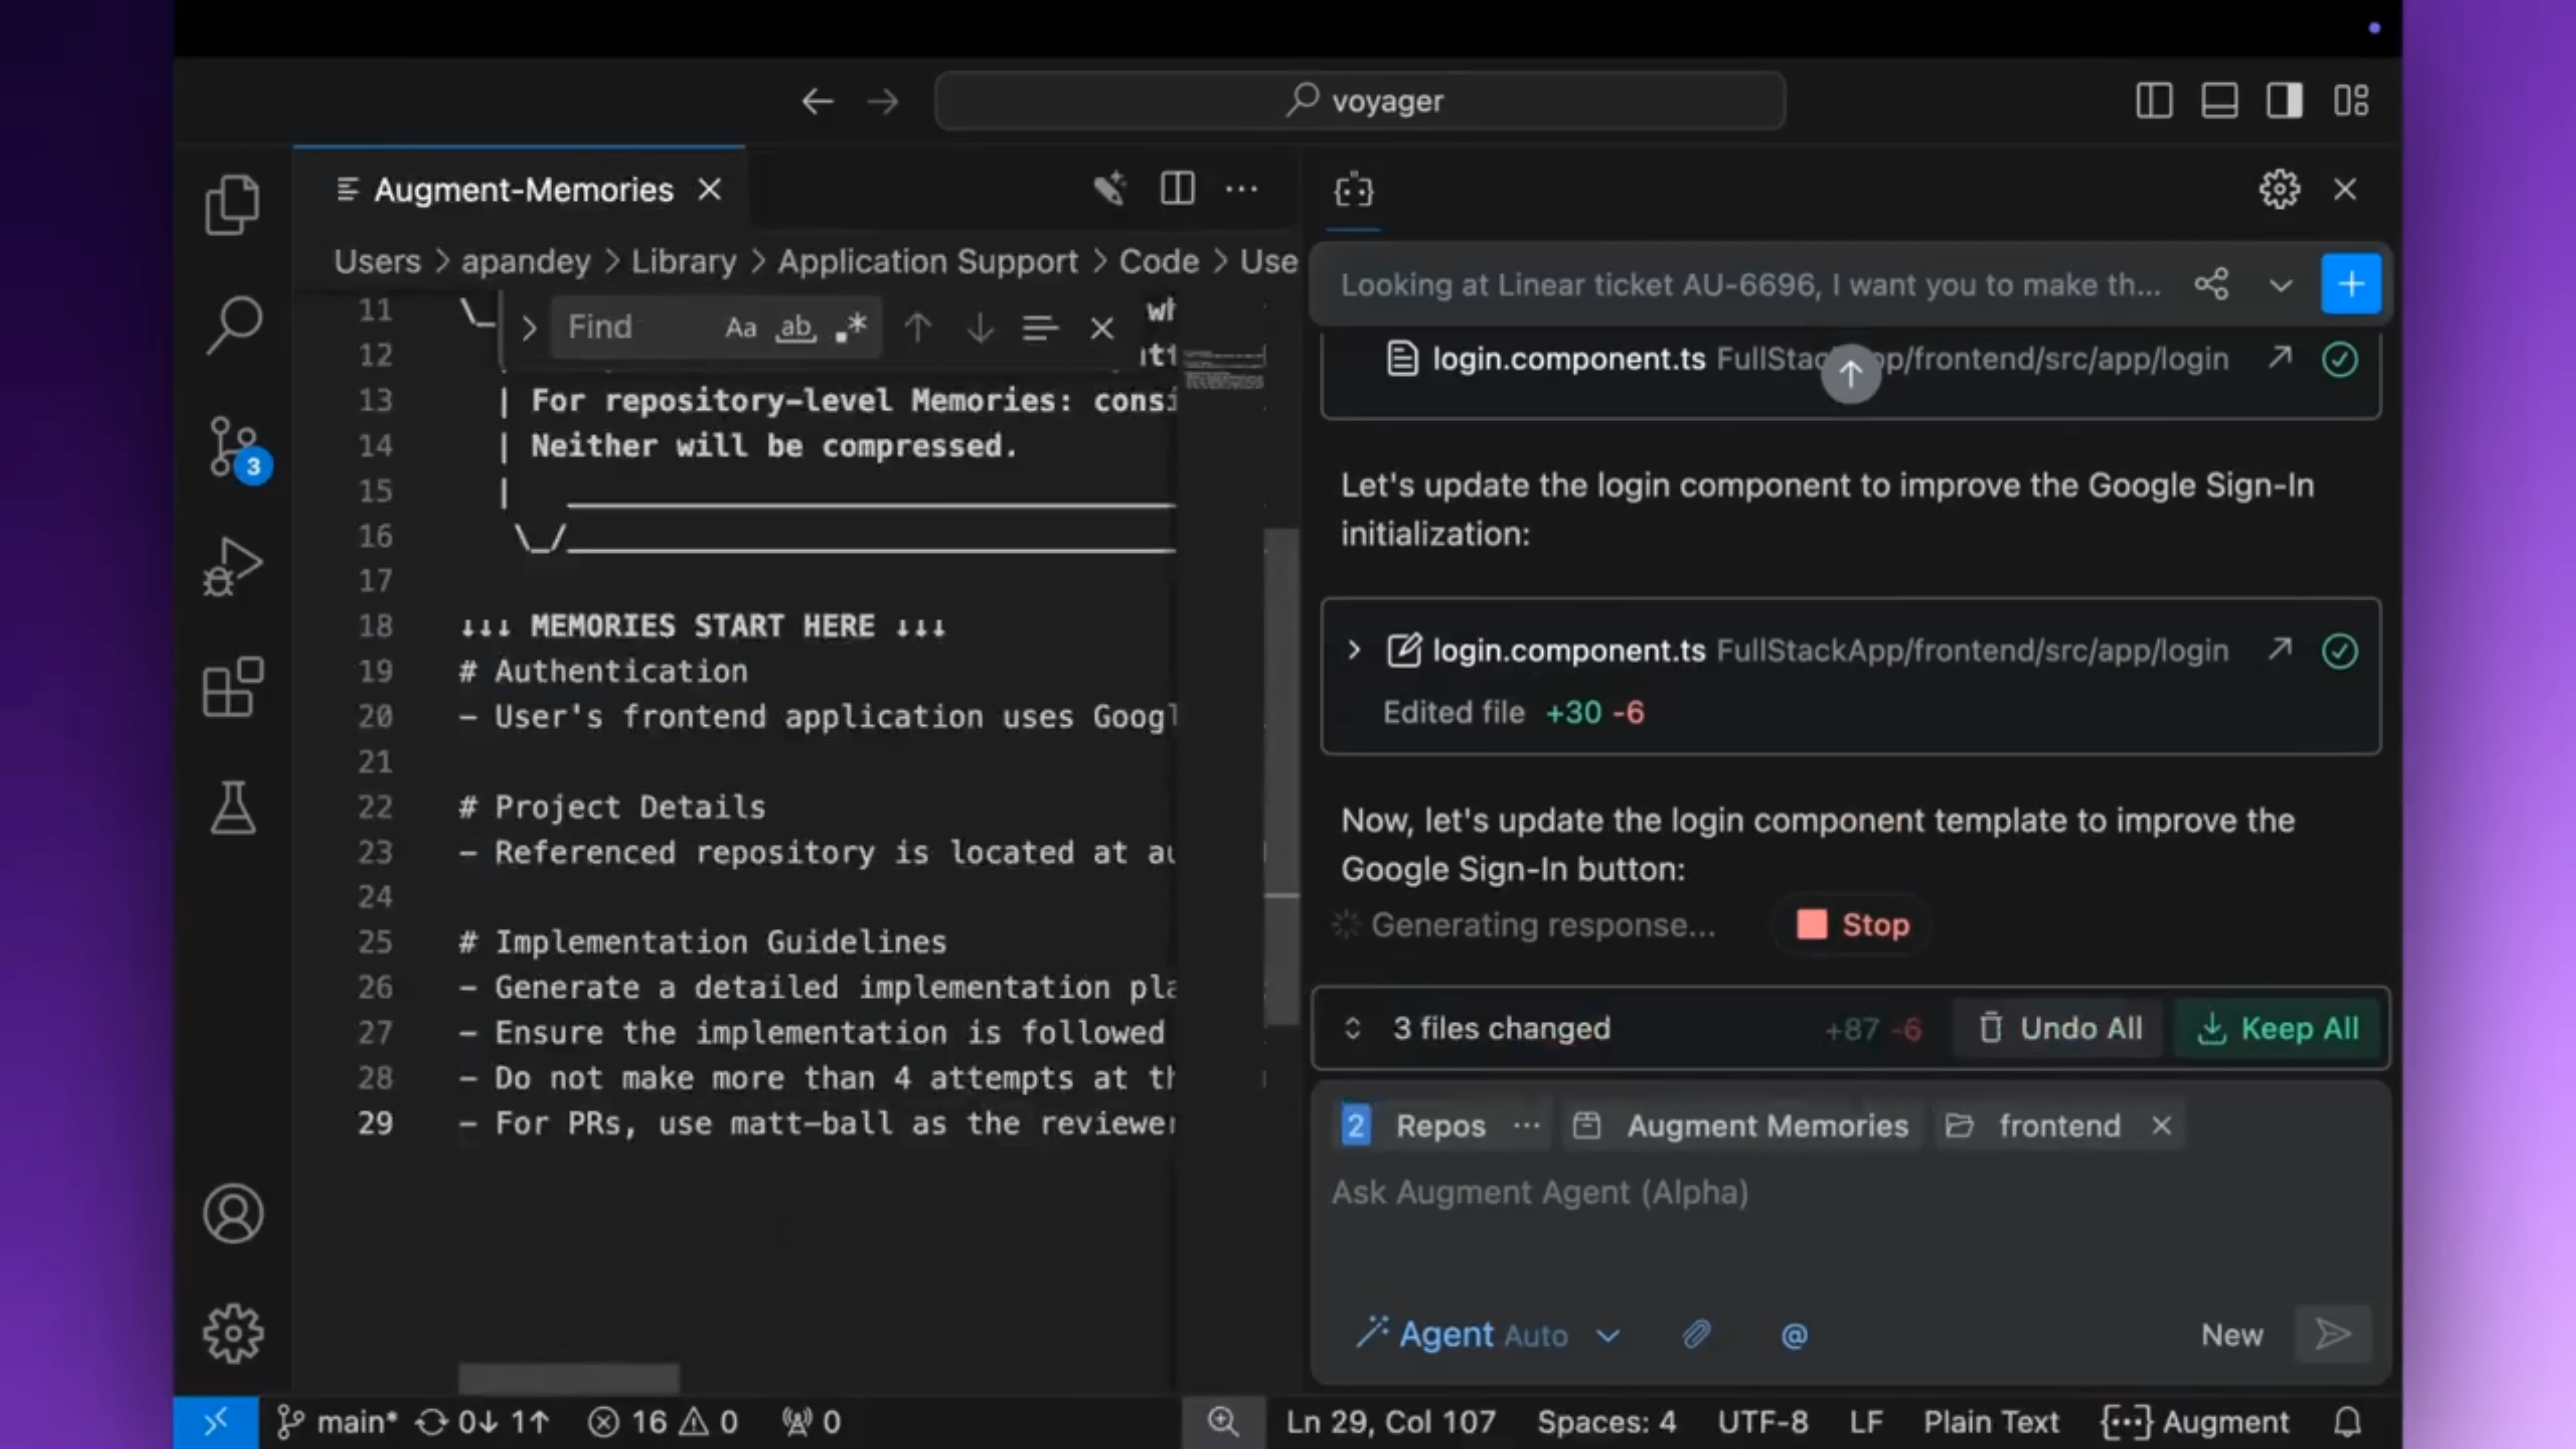 voyager
Augment-Memories
Users > apandey > Library > Application Support > Code > Use
Find
Aa ab .*
11 \_
12
13 | For repository-level Memories: consi
14 | Neither will be compressed.
15 |
16 \_/
17
18 ↓↓↓ MEMORIES START HERE ↓↓↓
19 # Authentication
20 - User's frontend application uses Googl
21
22 # Project Details
23 - Referenced repository is located at au
24
25 # Implementation Guidelines
26 - Generate a detailed implementation pla
27 - Ensure the implementation is followed
28 - Do not make more than 4 attempts at th
29 - For PRs, use matt-ball as the reviewer
3
Looking at Linear ticket AU-6696, I want you to make th...
login.component.ts FullStackApp/frontend/src/app/login
Let's update the login component to improve the Google Sign-In
initialization:
login.component.ts FullStackApp/frontend/src/app/login
Edited file +30 -6
Now, let's update the login component template to improve the
Google Sign-In button:
Generating response... Stop
3 files changed +87 -6 Undo All Keep All
2 Repos ... Augment Memories frontend
Ask Augment Agent (Alpha)
Agent Auto @ New
main* 0↓ 1↑ 16 0 0 Ln 29, Col 107 Spaces: 4 UTF-8 LF Plain Text {...} Augment